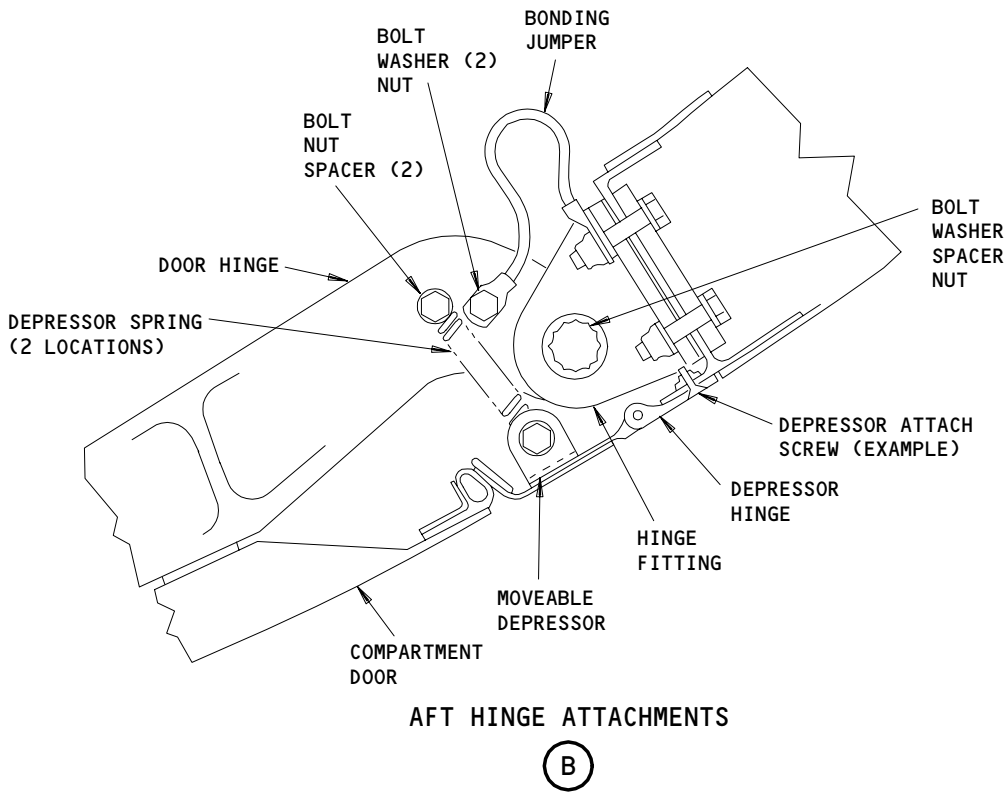 BONDING
JUMPER
BOLT
WASHER (2)
NUT
BOLT
NUT
SPACER (2)
BOLT
WASHER
SPACER
NUT
DOOR HINGE
DEPRESSOR SPRING
(2 LOCATIONS)
DEPRESSOR ATTACH
SCREW (EXAMPLE)
DEPRESSOR
HINGE
HINGE
FITTING
MOVEABLE
DEPRESSOR
COMPARTMENT
DOOR
AFT HINGE ATTACHMENTS
B